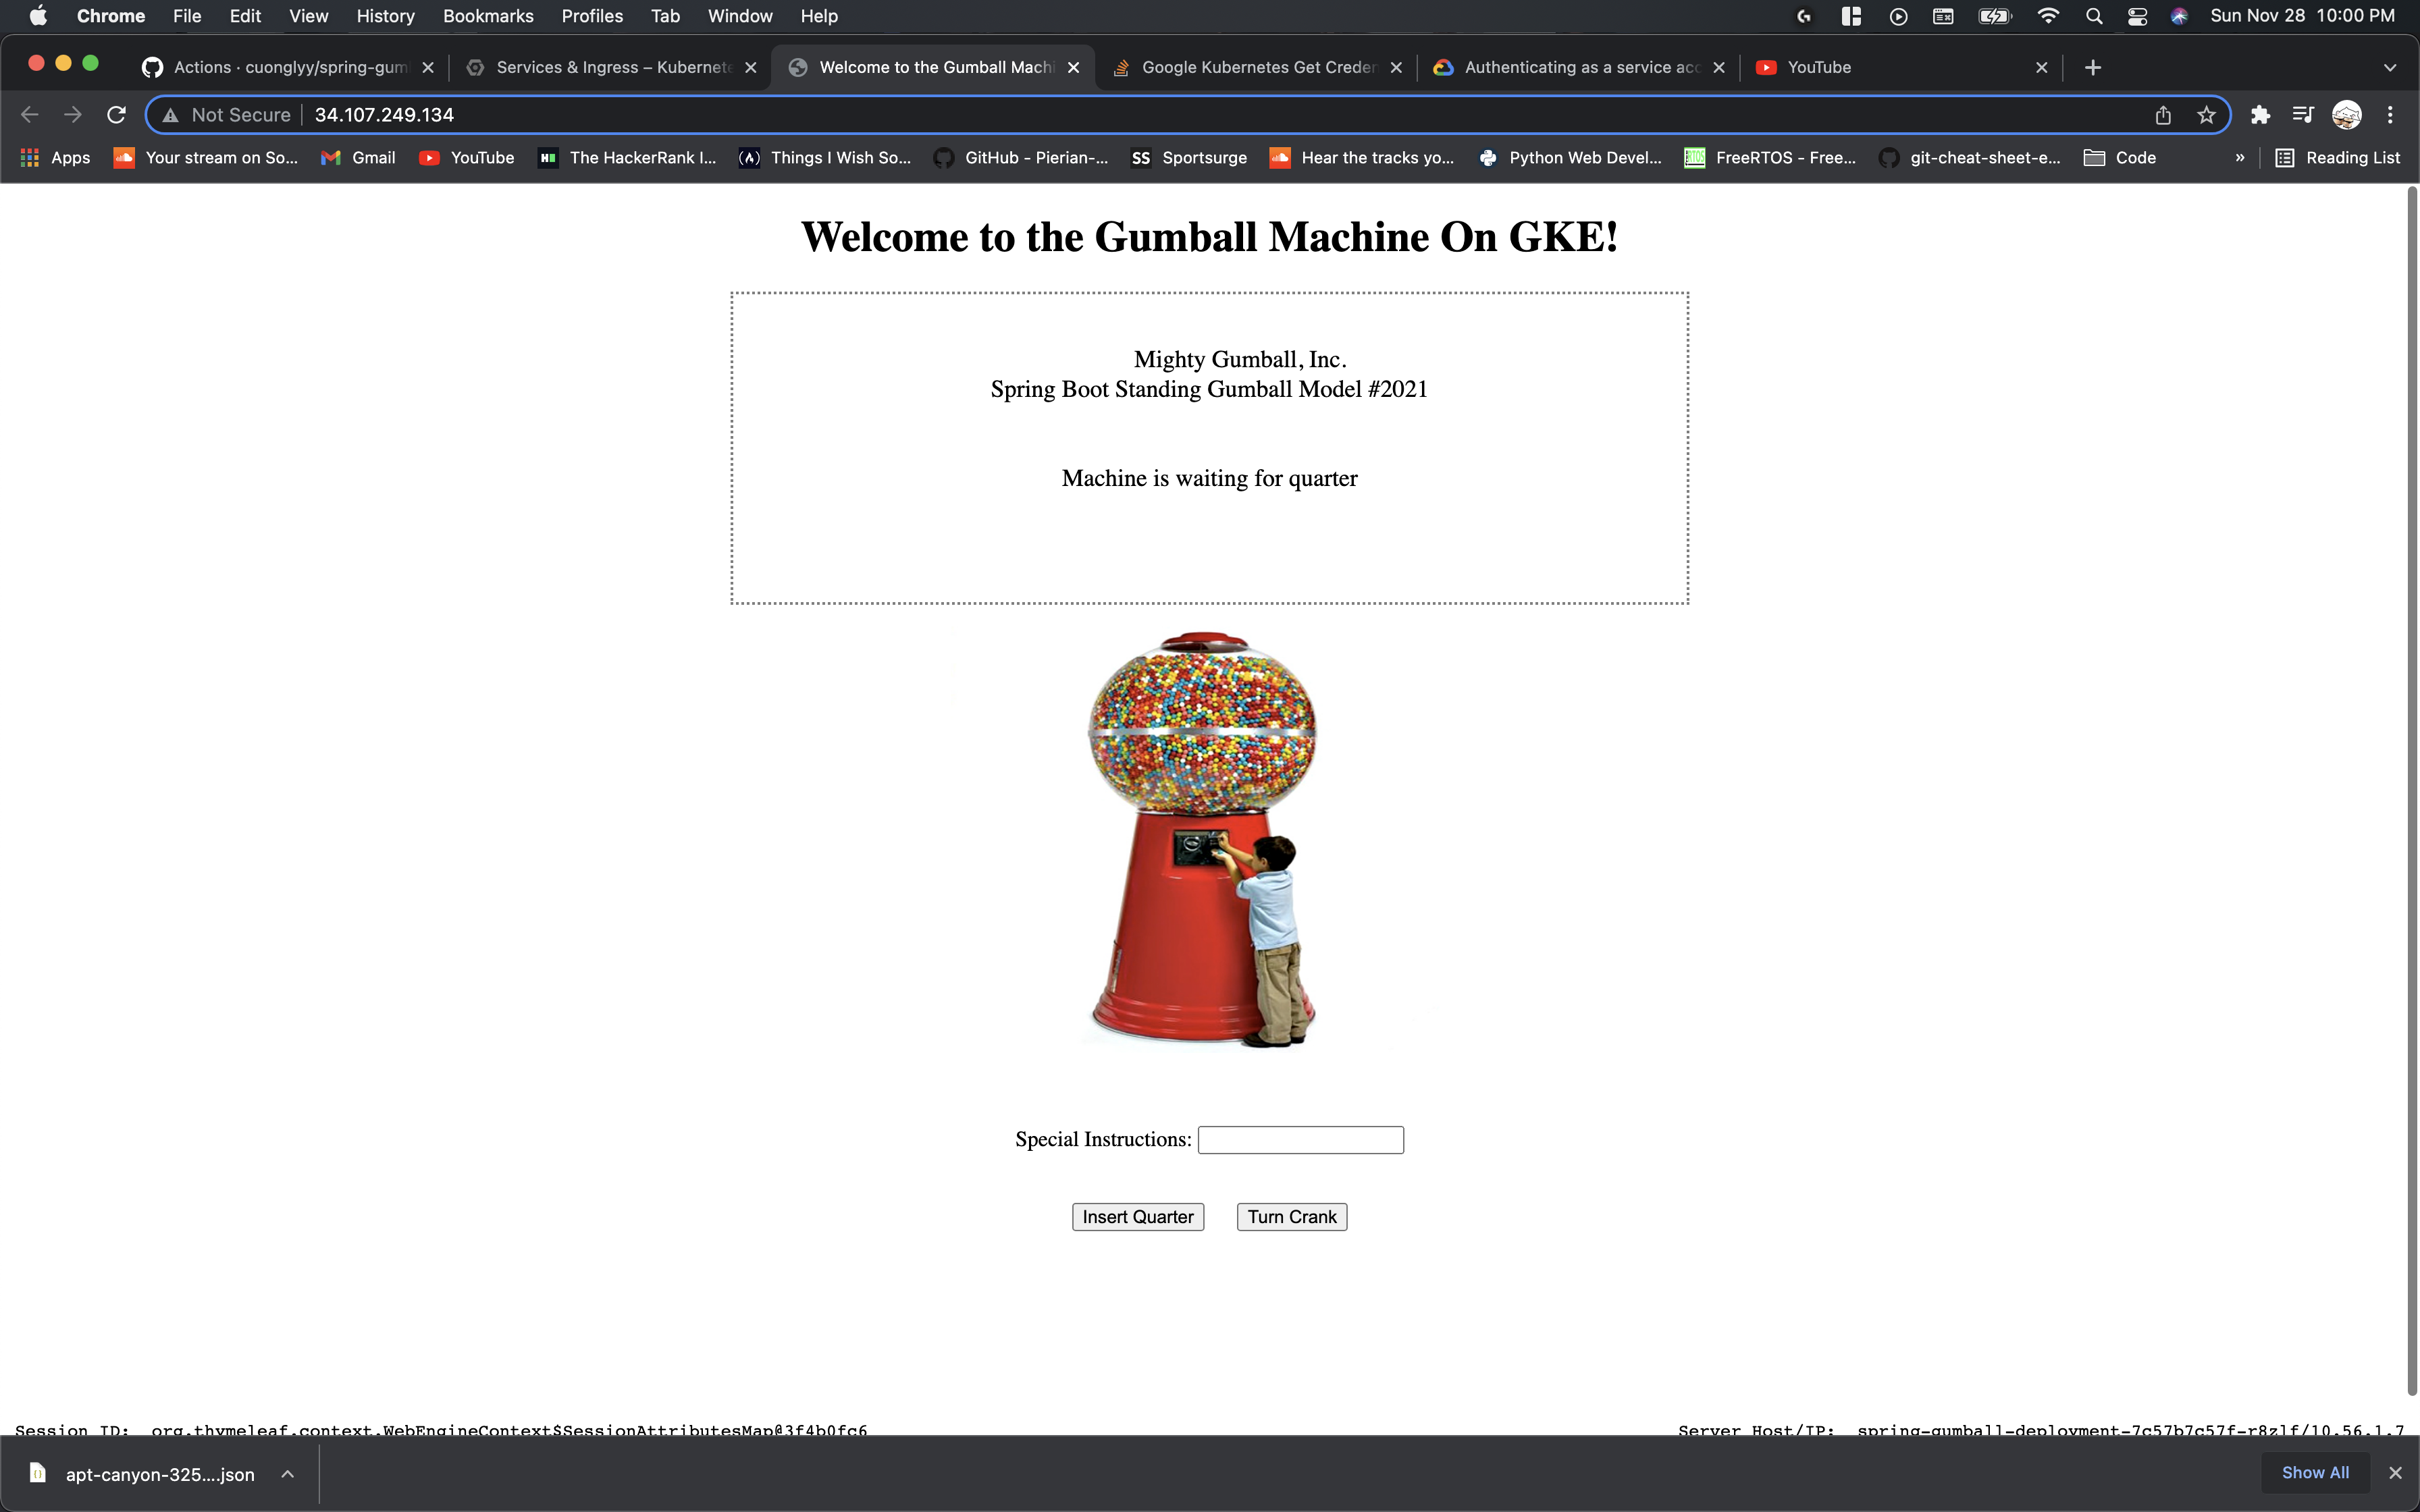 Chrome File Edit View History Bookmarks Profiles Tab Window Help Sun Nov 28 10:00 PM
Actions · cuonglyy/spring-gum Services & Ingress – Kubernete Welcome to the Gumball Machi Google Kubernetes Get Creden Authenticating as a service acc YouTube
Not Secure 34.107.249.134
Apps Your stream on So... Gmail YouTube The HackerRank I... Things I Wish So... GitHub - Pierian-... Sportsurge Hear the tracks yo... Python Web Devel... FreeRTOS - Free... git-cheat-sheet-e... Code » Reading List
Welcome to the Gumball Machine On GKE!
Mighty Gumball, Inc.
Spring Boot Standing Gumball Model #2021
Machine is waiting for quarter
Special Instructions:
Insert Quarter Turn Crank
Session ID: org.thymeleaf.context.WebEngineContext$SessionAttributesMap@3f4b0fc6 Server Host/IP: spring-gumball-deployment-7c57b7c57f-r8zlf/10.56.1.7
apt-canyon-325....json Show All